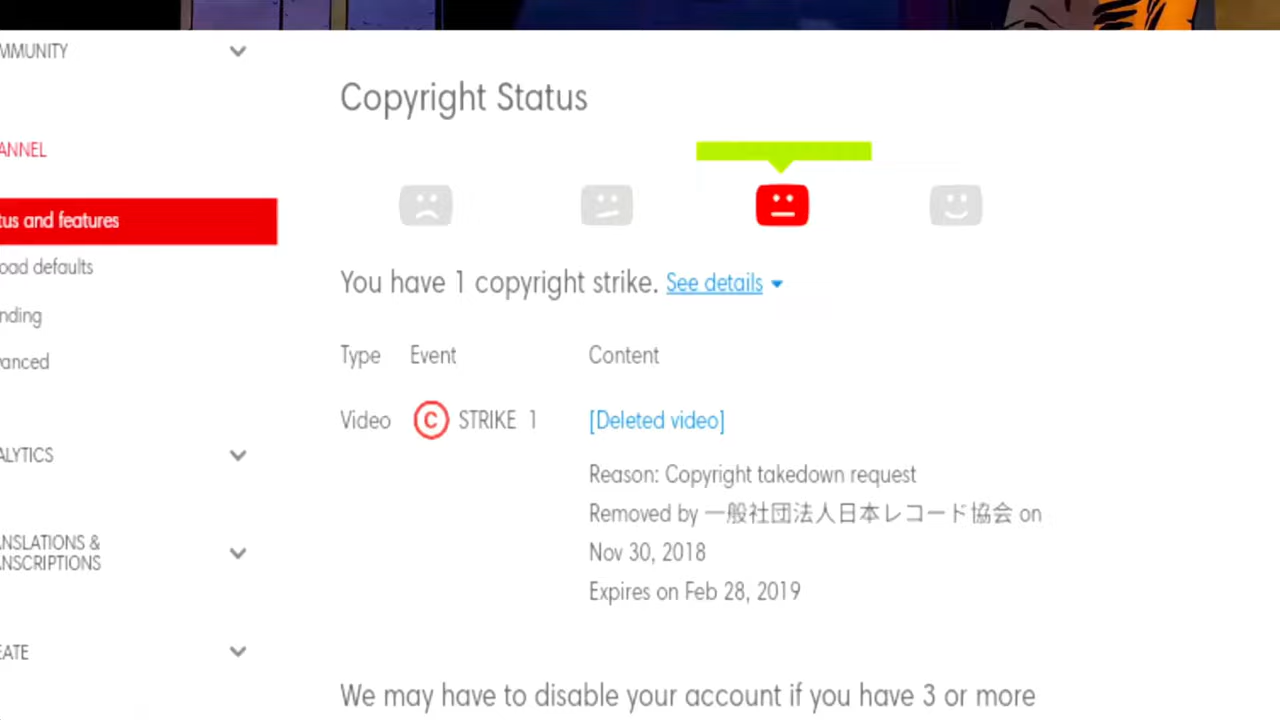 MMUNITY
Copyright Status
ANNEL
tus and features
oad defaults
You have 1 copyright strike. See details
nding
Type Event Content
anced
Video C STRIKE 1 [Deleted video]
ALYTICS
Reason: Copyright takedown request
Removed by 一般社団法人日本レコード協会 on
NSLATIONS &
Nov 30, 2018
NSCRIPTIONS
Expires on Feb 28, 2019
EATE
We may have to disable your account if you have 3 or more